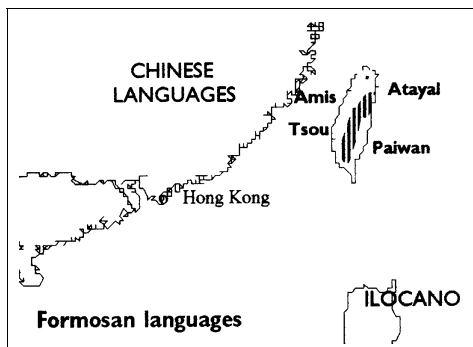 CHINESE
LANGUAGES
Amis
Atayal
Tsou
Paiwan
Hong Kong
ILOCANO
Formosan languages